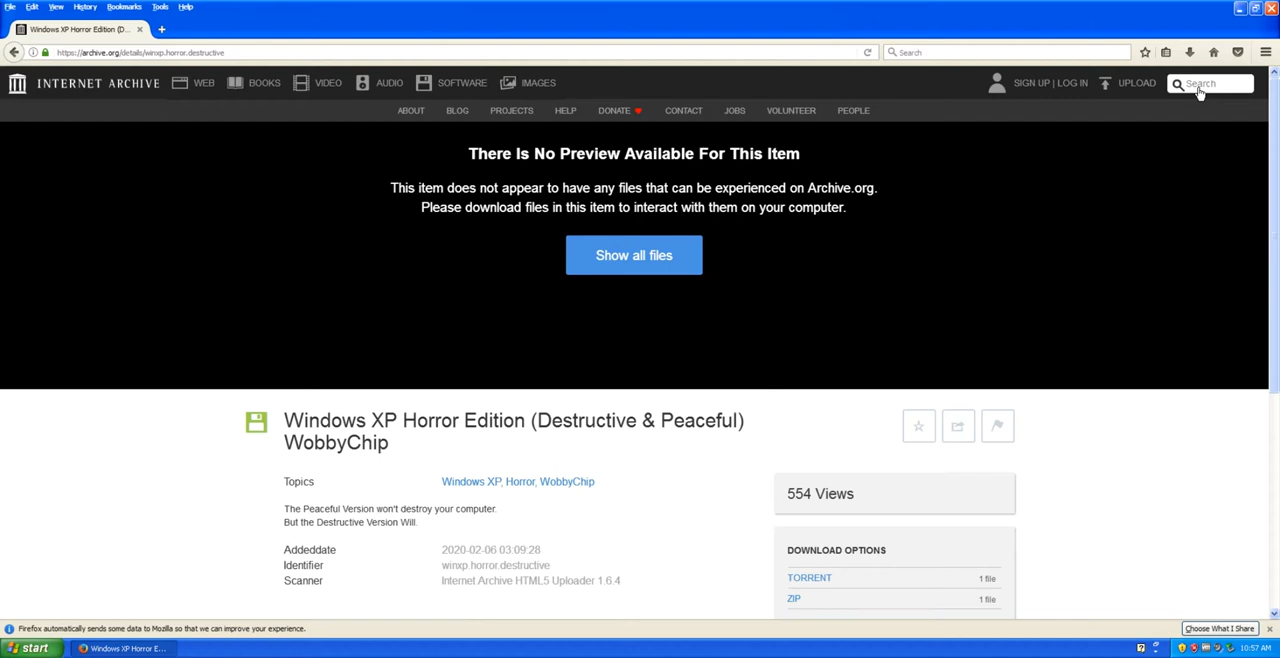 File Edit View History Bookmarks Tools Help
Windows XP Horror Edition (D...
https://archive.org/details/winxp.horror.destructive
Search
INTERNET ARCHIVE WEB BOOKS VIDEO AUDIO SOFTWARE IMAGES SIGN UP | LOG IN UPLOAD Search
ABOUT BLOG PROJECTS HELP DONATE CONTACT JOBS VOLUNTEER PEOPLE
There Is No Preview Available For This Item
This item does not appear to have any files that can be experienced on Archive.org.
Please download files in this item to interact with them on your computer.
Show all files
Windows XP Horror Edition (Destructive & Peaceful)
WobbyChip
Topics Windows XP, Horror, WobbyChip
The Peaceful Version won't destroy your computer.
But the Destructive Version Will.
Addeddate 2020-02-06 03:09:28
Identifier winxp.horror.destructive
Scanner Internet Archive HTML5 Uploader 1.6.4
554 Views
DOWNLOAD OPTIONS
TORRENT 1 file
ZIP 1 file
Firefox automatically sends some data to Mozilla so that we can improve your experience.
Choose What I Share
start
Windows XP Horror E...
10:57 AM